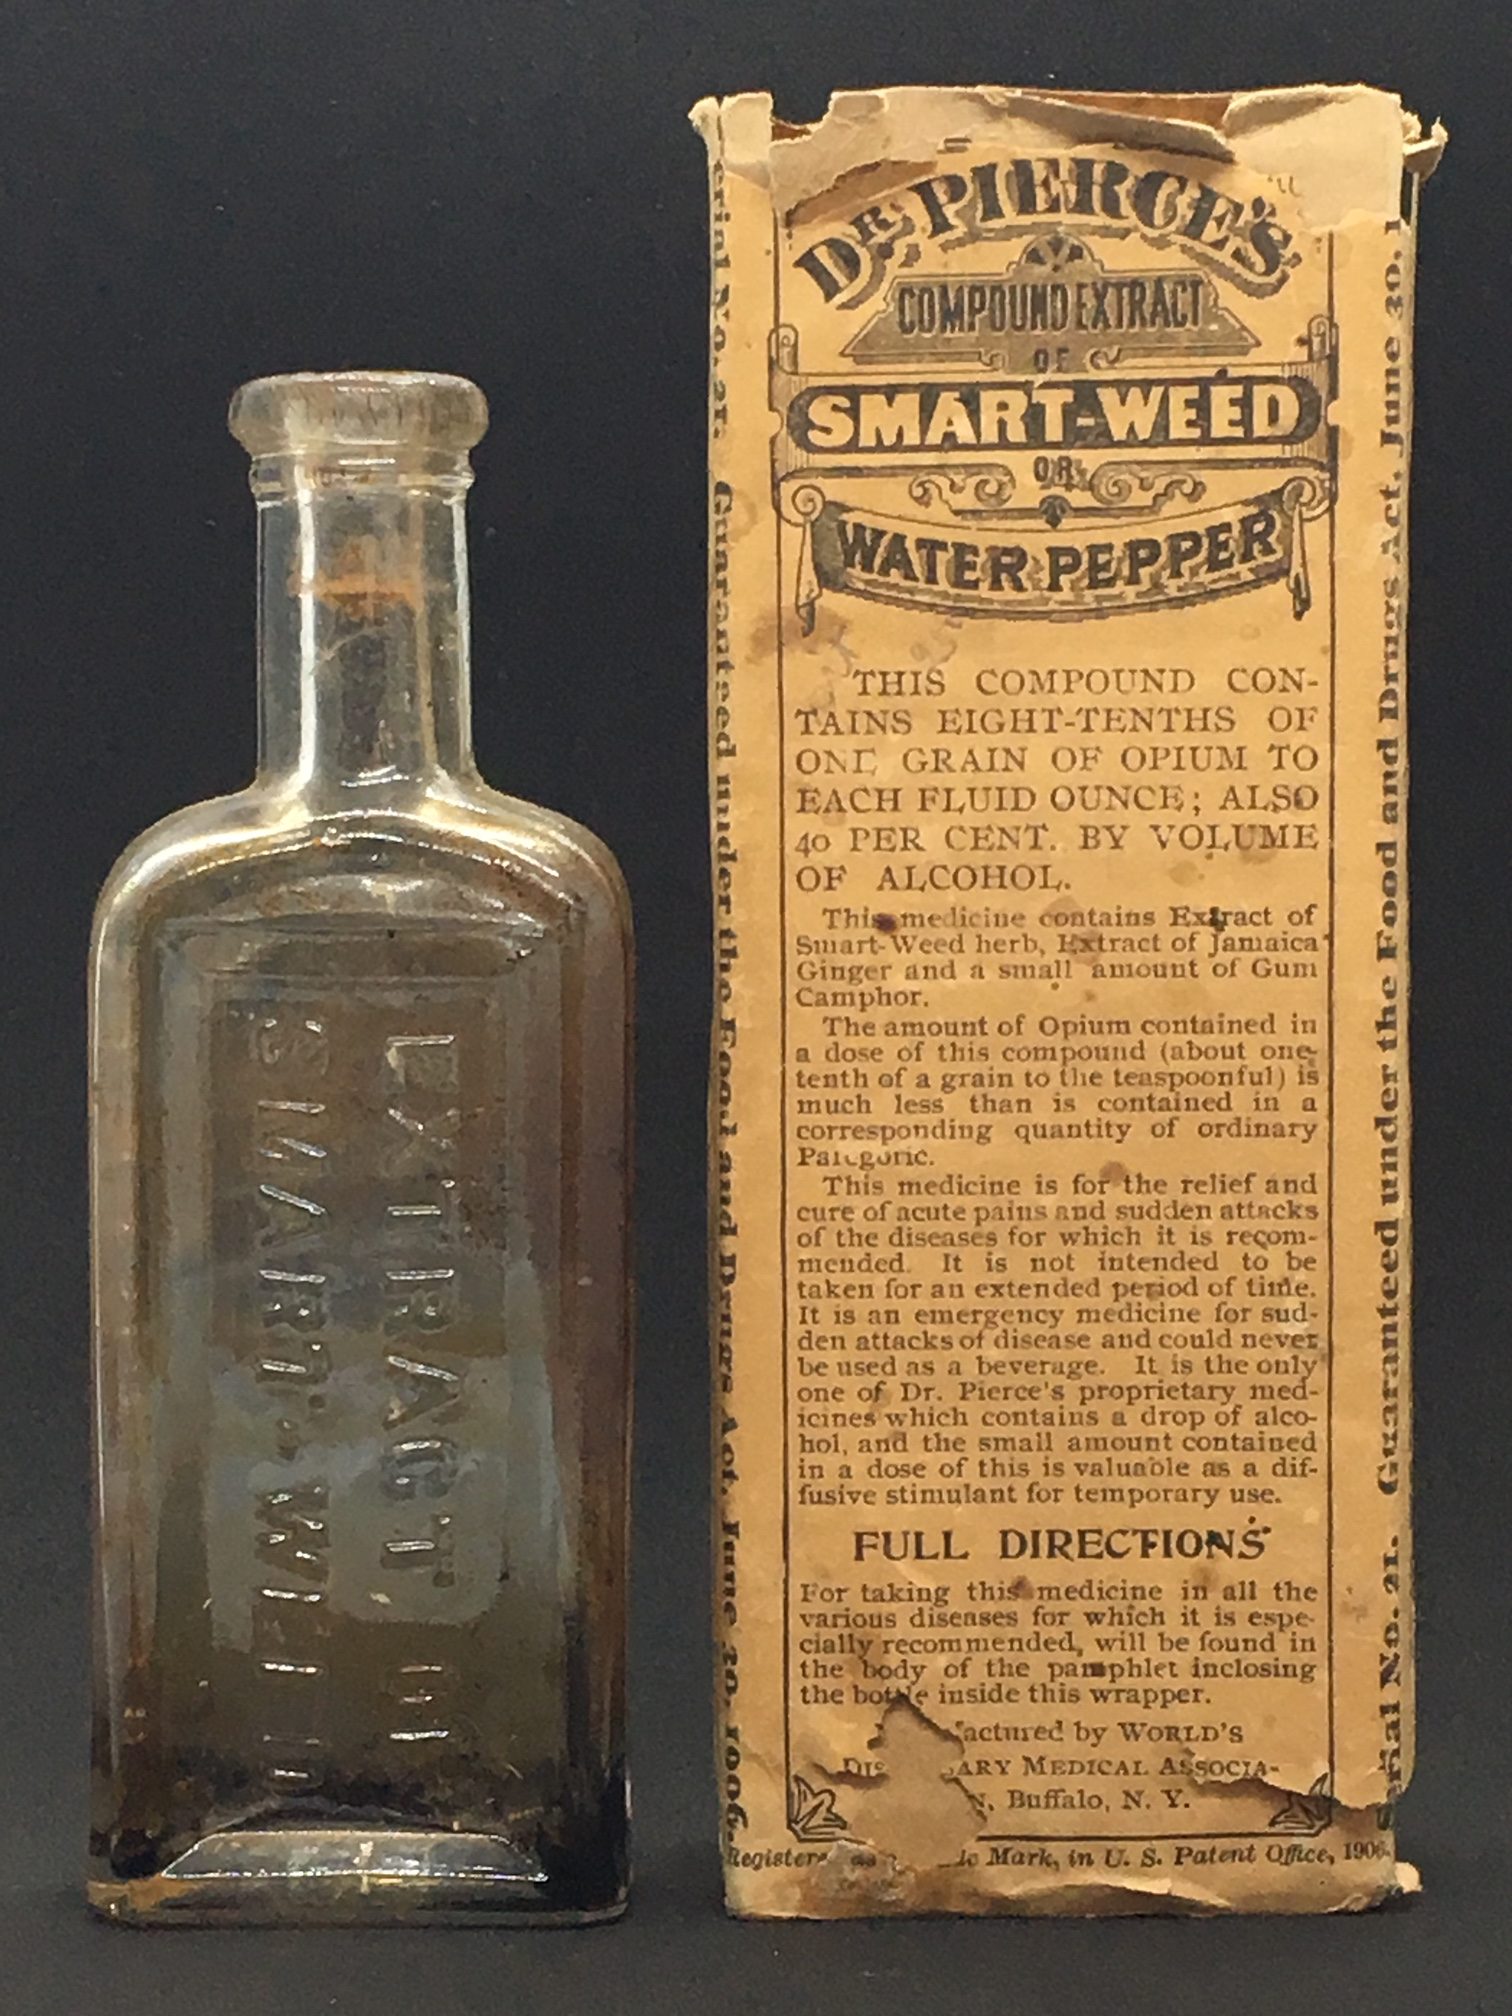 EXTRACT OF
SMART-WEED
DR. PIERCE'S
COMPOUND EXTRACT
OF
SMART-WEED
OR
WATER PEPPER
THIS COMPOUND CON-
TAINS EIGHT-TENTHS OF
ONE GRAIN OF OPIUM TO
EACH FLUID OUNCE; ALSO
40 PER CENT. BY VOLUME
OF ALCOHOL.
This medicine contains Extract of
Smart-Weed herb, Extract of Jamaica
Ginger and a small amount of Gum
Camphor.
The amount of Opium contained in
a dose of this compound (about one-
tenth of a grain to the teaspoonful) is
much less than is contained in a
corresponding quantity of ordinary
Paregoric.
This medicine is for the relief and
cure of acute pains and sudden attacks
of the diseases for which it is recom-
mended. It is not intended to be
taken for an extended period of time.
It is an emergency medicine for sud-
den attacks of disease and could never
be used as a beverage. It is the only
one of Dr. Pierce's proprietary med-
icines which contains a drop of alco-
hol, and the small amount contained
in a dose of this is valuable as a dif-
fusive stimulant for temporary use.
FULL DIRECTIONS
For taking this medicine in all the
various diseases for which it is espe-
cially recommended, will be found in
the body of the pamphlet inclosing
the bottle inside this wrapper.
by WORLD'S
MEDICAL ASSOCIA-
Buffalo, N. Y.
Mark, in U. S. Patent Office, 1906.
erial No. 21. Guaranteed under the Food and Drugs Act, June 30, 1906.
Serial No. 21. Guaranteed under the Food and Drugs Act, June 30, 1